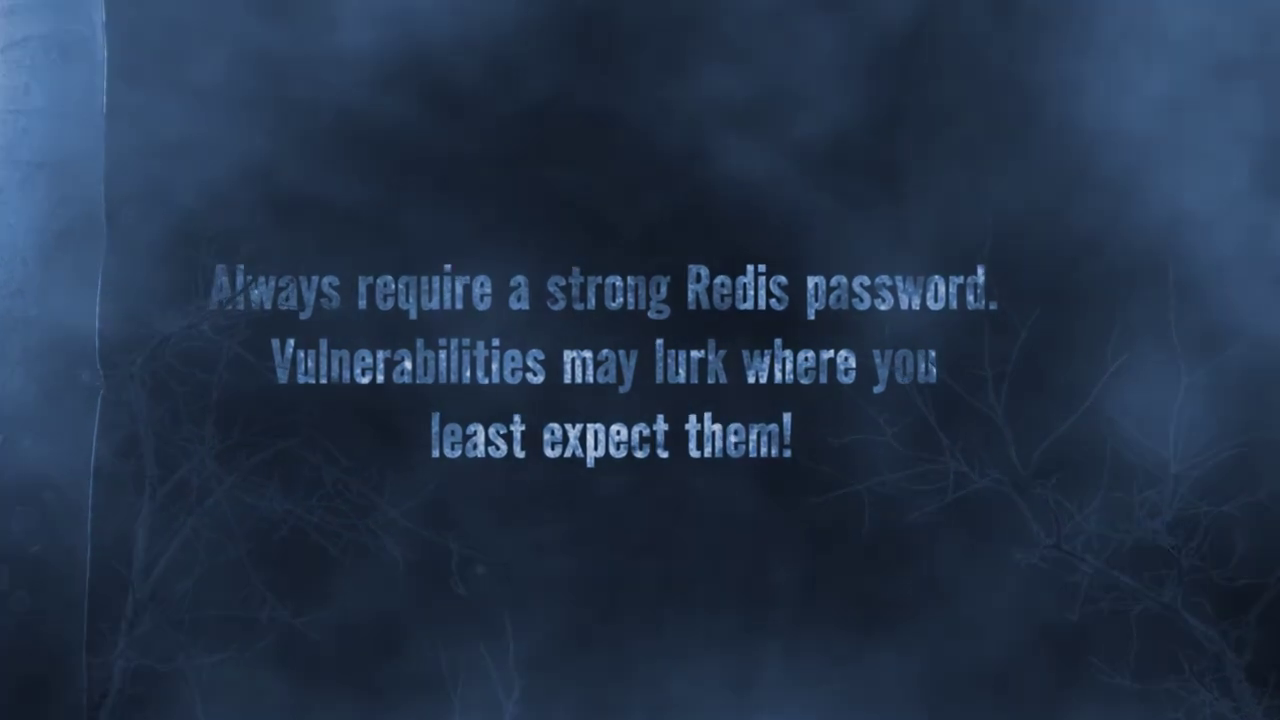 Always require a strong Redis password.
Vulnerabilities may lurk where you
least expect them!